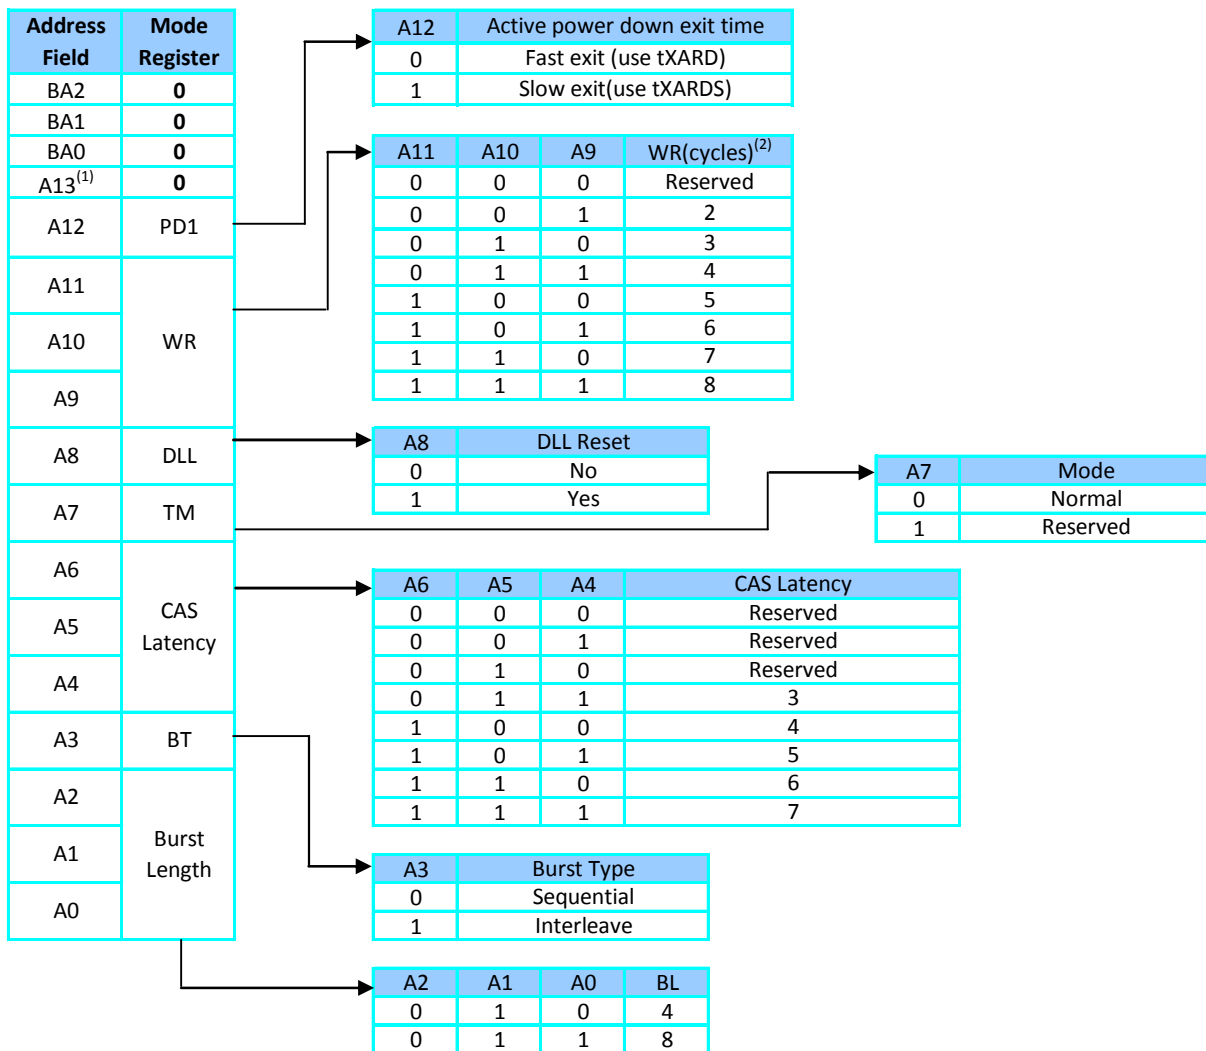 Address Field Mode Register
BA2 0
BA1 0
BA0 0
A13(1) 0
A12 PD1
A11
A10 WR
A9
A8 DLL
A7 TM
A6
A5 CAS Latency
A4
A3 BT
A2
A1 Burst Length
A0
A12 Active power down exit time
0 Fast exit (use tXARD)
1 Slow exit(use tXARDS)
A11 A10 A9 WR(cycles)(2)
0 0 0 Reserved
0 0 1 2
0 1 0 3
0 1 1 4
1 0 0 5
1 0 1 6
1 1 0 7
1 1 1 8
A8 DLL Reset
0 No
1 Yes
A7 Mode
0 Normal
1 Reserved
A6 A5 A4 CAS Latency
0 0 0 Reserved
0 0 1 Reserved
0 1 0 Reserved
0 1 1 3
1 0 0 4
1 0 1 5
1 1 0 6
1 1 1 7
A3 Burst Type
0 Sequential
1 Interleave
A2 A1 A0 BL
0 1 0 4
0 1 1 8